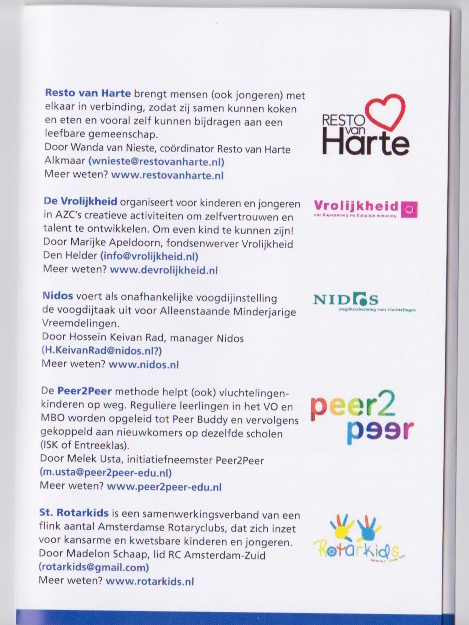 Resto van Harte brengt mensen (ook jongeren) met
elkaar in verbinding, zodat zij samen kunnen koken
en eten en vooral zelf kunnen bijdragen aan een
leefbare gemeenschap.
Door Wanda van Nieste, coördinator Resto van Harte
Alkmaar (wnieste@restovanharte.nl)
Meer weten? www.restovanharte.nl
RESTO
van
Harte
De Vrolijkheid organiseert voor kinderen en jongeren
in AZC's creatieve activiteiten om zelfvertrouwen en
talent te ontwikkelen. Om even kind te kunnen zijn!
Door Marijke Apeldoorn, fondsenwerver Vrolijkheid
Den Helder (info@vrolijkheid.nl)
Meer weten? www.devrolijkheid.nl
Vrolijkheid
Nidos voert als onafhankelijke voogdijinstelling
de voogdijtaak uit voor Alleenstaande Minderjarige
Vreemdelingen.
Door Hossein Keivan Rad, manager Nidos
(H.KeivanRad@nidos.nl?)
Meer weten? www.nidos.nl
NIDOS
jeugdbescherming voor vluchtelingen
De Peer2Peer methode helpt (ook) vluchtelingen-
kinderen op weg. Reguliere leerlingen in het VO en
MBO worden opgeleid tot Peer Buddy en vervolgens
gekoppeld aan nieuwkomers op dezelfde scholen
(ISK of Entreeklas).
Door Melek Usta, initiatiefneemster Peer2Peer
(m.usta@peer2peer-edu.nl)
Meer weten? www.peer2peer-edu.nl
peer2
peer
St. Rotarkids is een samenwerkingsverband van een
flink aantal Amsterdamse Rotaryclubs, dat zich inzet
voor kansarme en kwetsbare kinderen en jongeren.
Door Madelon Schaap, lid RC Amsterdam-Zuid
(rotarkids@gmail.com)
Meer weten? www.rotarkids.nl
Rotarkids